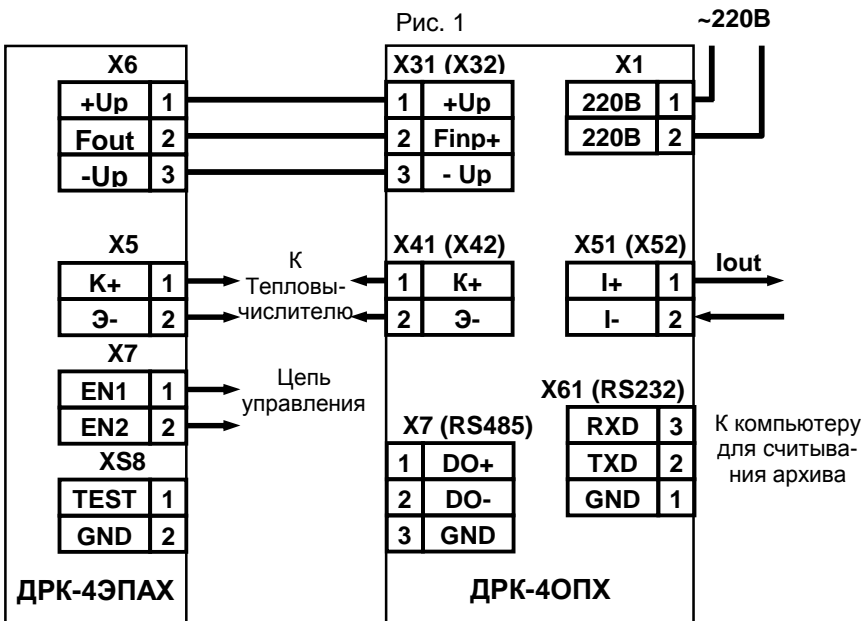 Рис. 1
~220В
X6
+Up 1
Fout 2
-Up 3
X31 (X32)
1 +Up
2 Finp+
3 - Up
X1
220В 1
220В 2
X5
K+ 1
Э- 2
К
Тепловы-
числителю
X41 (X42)
1 К+
2 Э-
X51 (X52)
I+ 1
I- 2
Iout
X7
EN1 1
EN2 2
Цепь
управления
XS8
TEST 1
GND 2
X7 (RS485)
1 DO+
2 DO-
3 GND
X61 (RS232)
RXD 3
TXD 2
GND 1
К компьютеру
для считыва-
ния архива
ДРК-4ЭПАХ
ДРК-4ОПХ